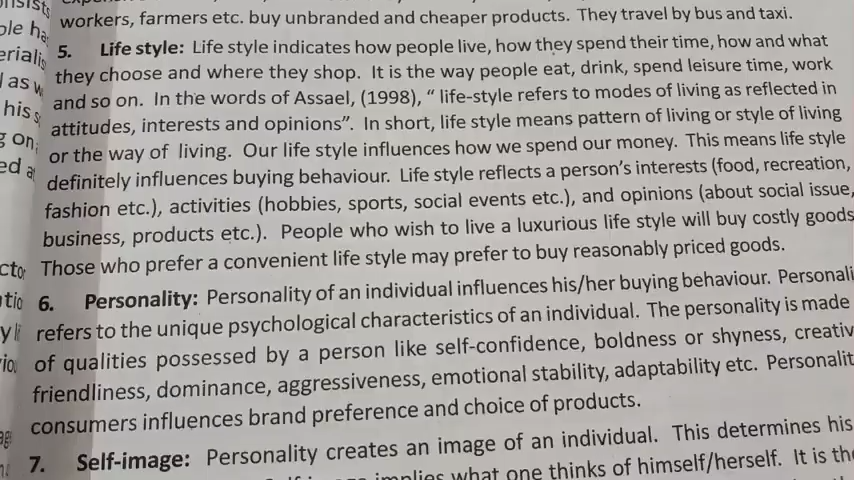 workers, farmers etc. buy unbranded and cheaper products. They travel by bus and taxi.
5. Life style: Life style indicates how people live, how they spend their time, how and what
they choose and where they shop. It is the way people eat, drink, spend leisure time, work
and so on. In the words of Assael, (1998), “ life-style refers to modes of living as reflected in
attitudes, interests and opinions”. In short, life style means pattern of living or style of living
or the way of living. Our life style influences how we spend our money. This means life style
definitely influences buying behaviour. Life style reflects a person’s interests (food, recreation,
fashion etc.), activities (hobbies, sports, social events etc.), and opinions (about social issue,
business, products etc.). People who wish to live a luxurious life style will buy costly goods
Those who prefer a convenient life style may prefer to buy reasonably priced goods.
6. Personality: Personality of an individual influences his/her buying behaviour. Personali
refers to the unique psychological characteristics of an individual. The personality is made
of qualities possessed by a person like self-confidence, boldness or shyness, creativ
friendliness, dominance, aggressiveness, emotional stability, adaptability etc. Personalit
consumers influences brand preference and choice of products.
7. Self-image: Personality creates an image of an individual. This determines his
implies what one thinks of himself/herself. It is the